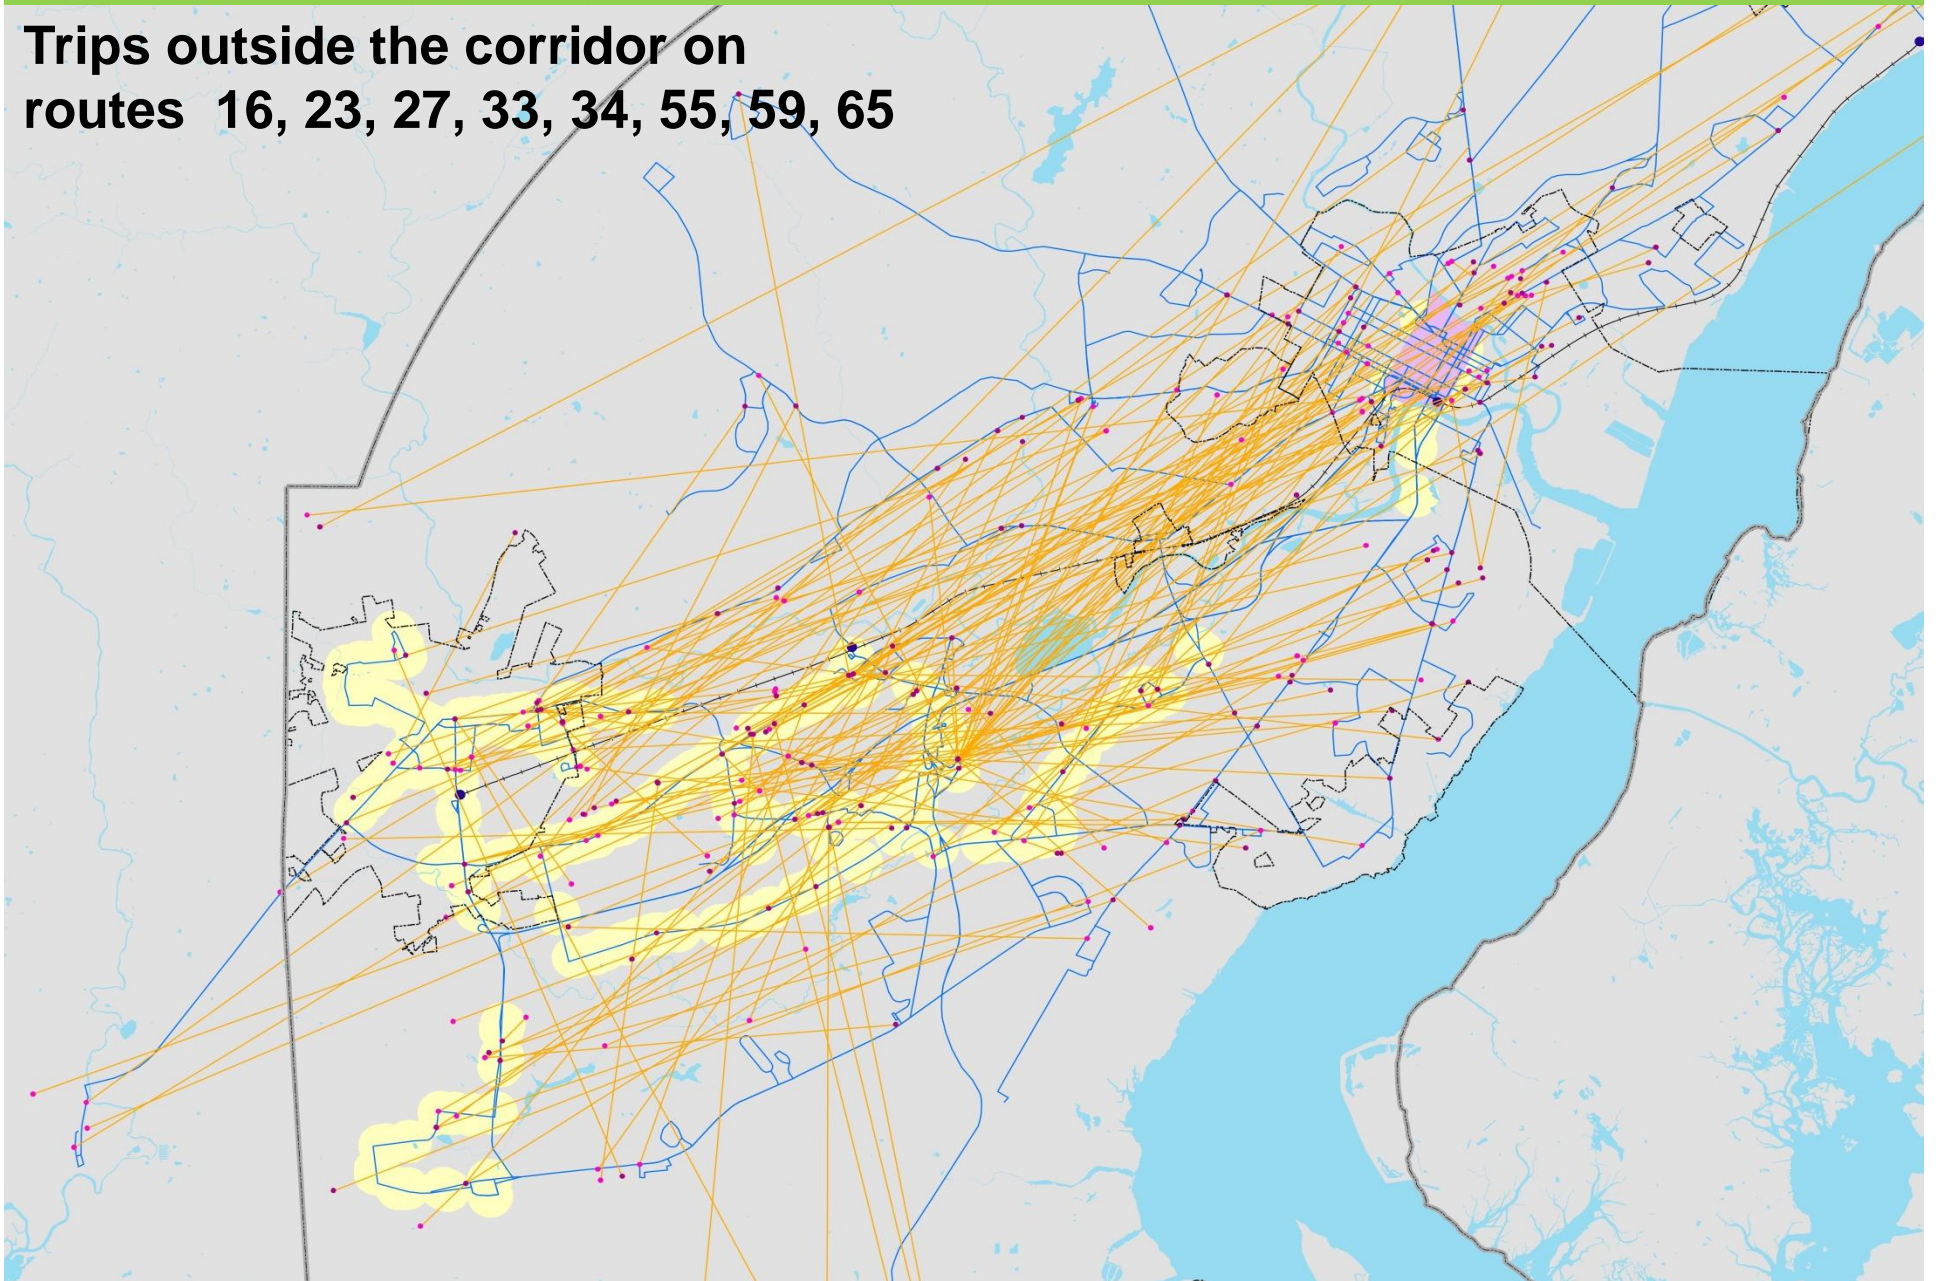 Trips outside the corridor on
routes 16, 23, 27, 33, 34, 55, 59, 65